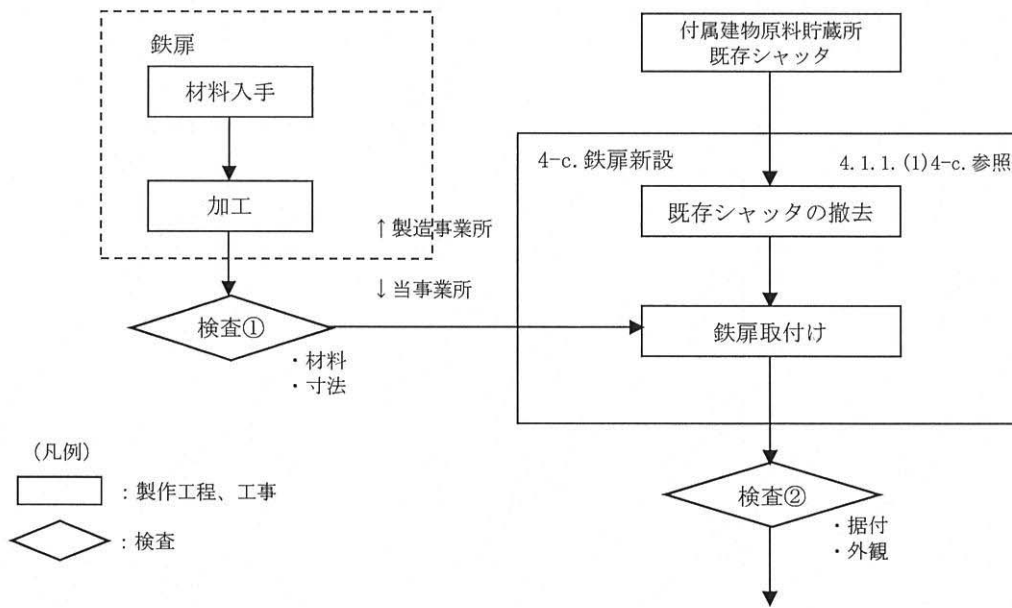 鉄扉
材料入手
加工
↑製造事業所
↓当事業所
検査①
・材料
・寸法
付属建物原料貯蔵所
既存シャッタ
4-c.鉄扉新設
4.1.1.(1)4-c.参照
既存シャッタの撤去
鉄扉取付け
検査②
・据付
・外観
(凡例)
：製作工程、工事
：検査